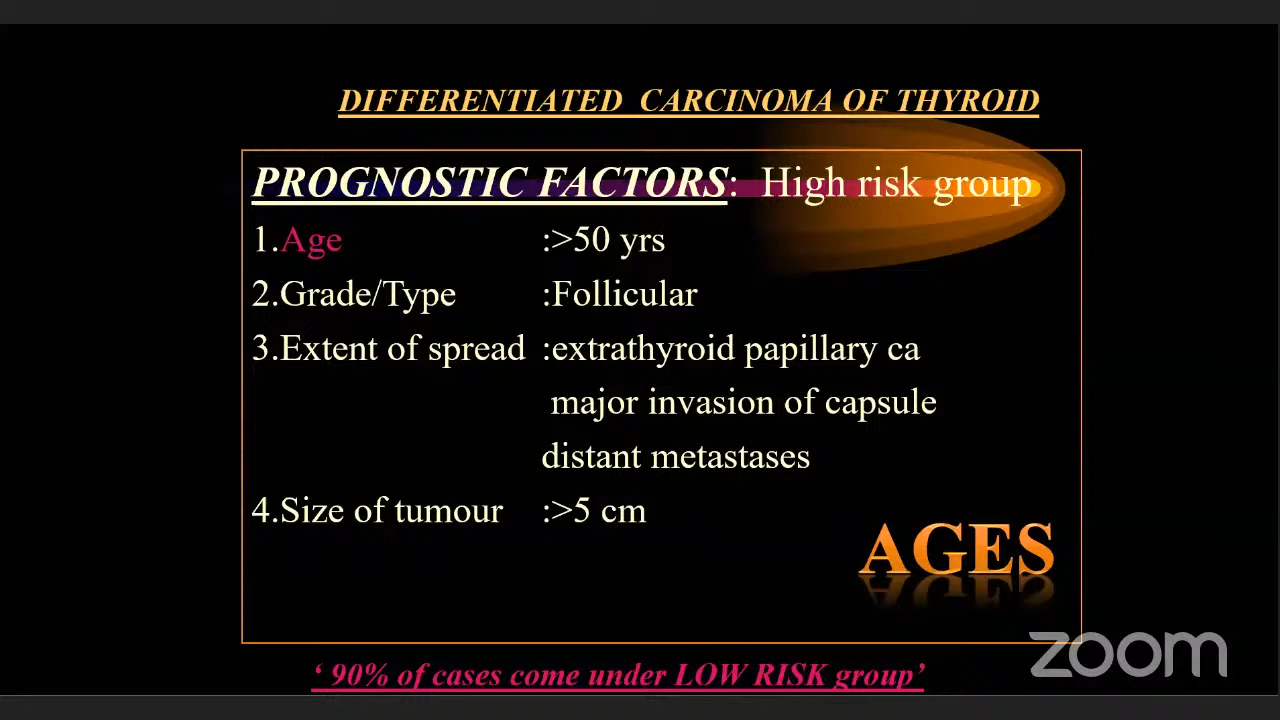 DIFFERENTIATED CARCINOMA OF THYROID
PROGNOSTIC FACTORS: High risk group
1.Age :>50 yrs
2.Grade/Type :Follicular
3.Extent of spread :extrathyroid papillary ca
major invasion of capsule
distant metastases
4.Size of tumour :>5 cm
AGES
zoom
‘ 90% of cases come under LOW RISK group’